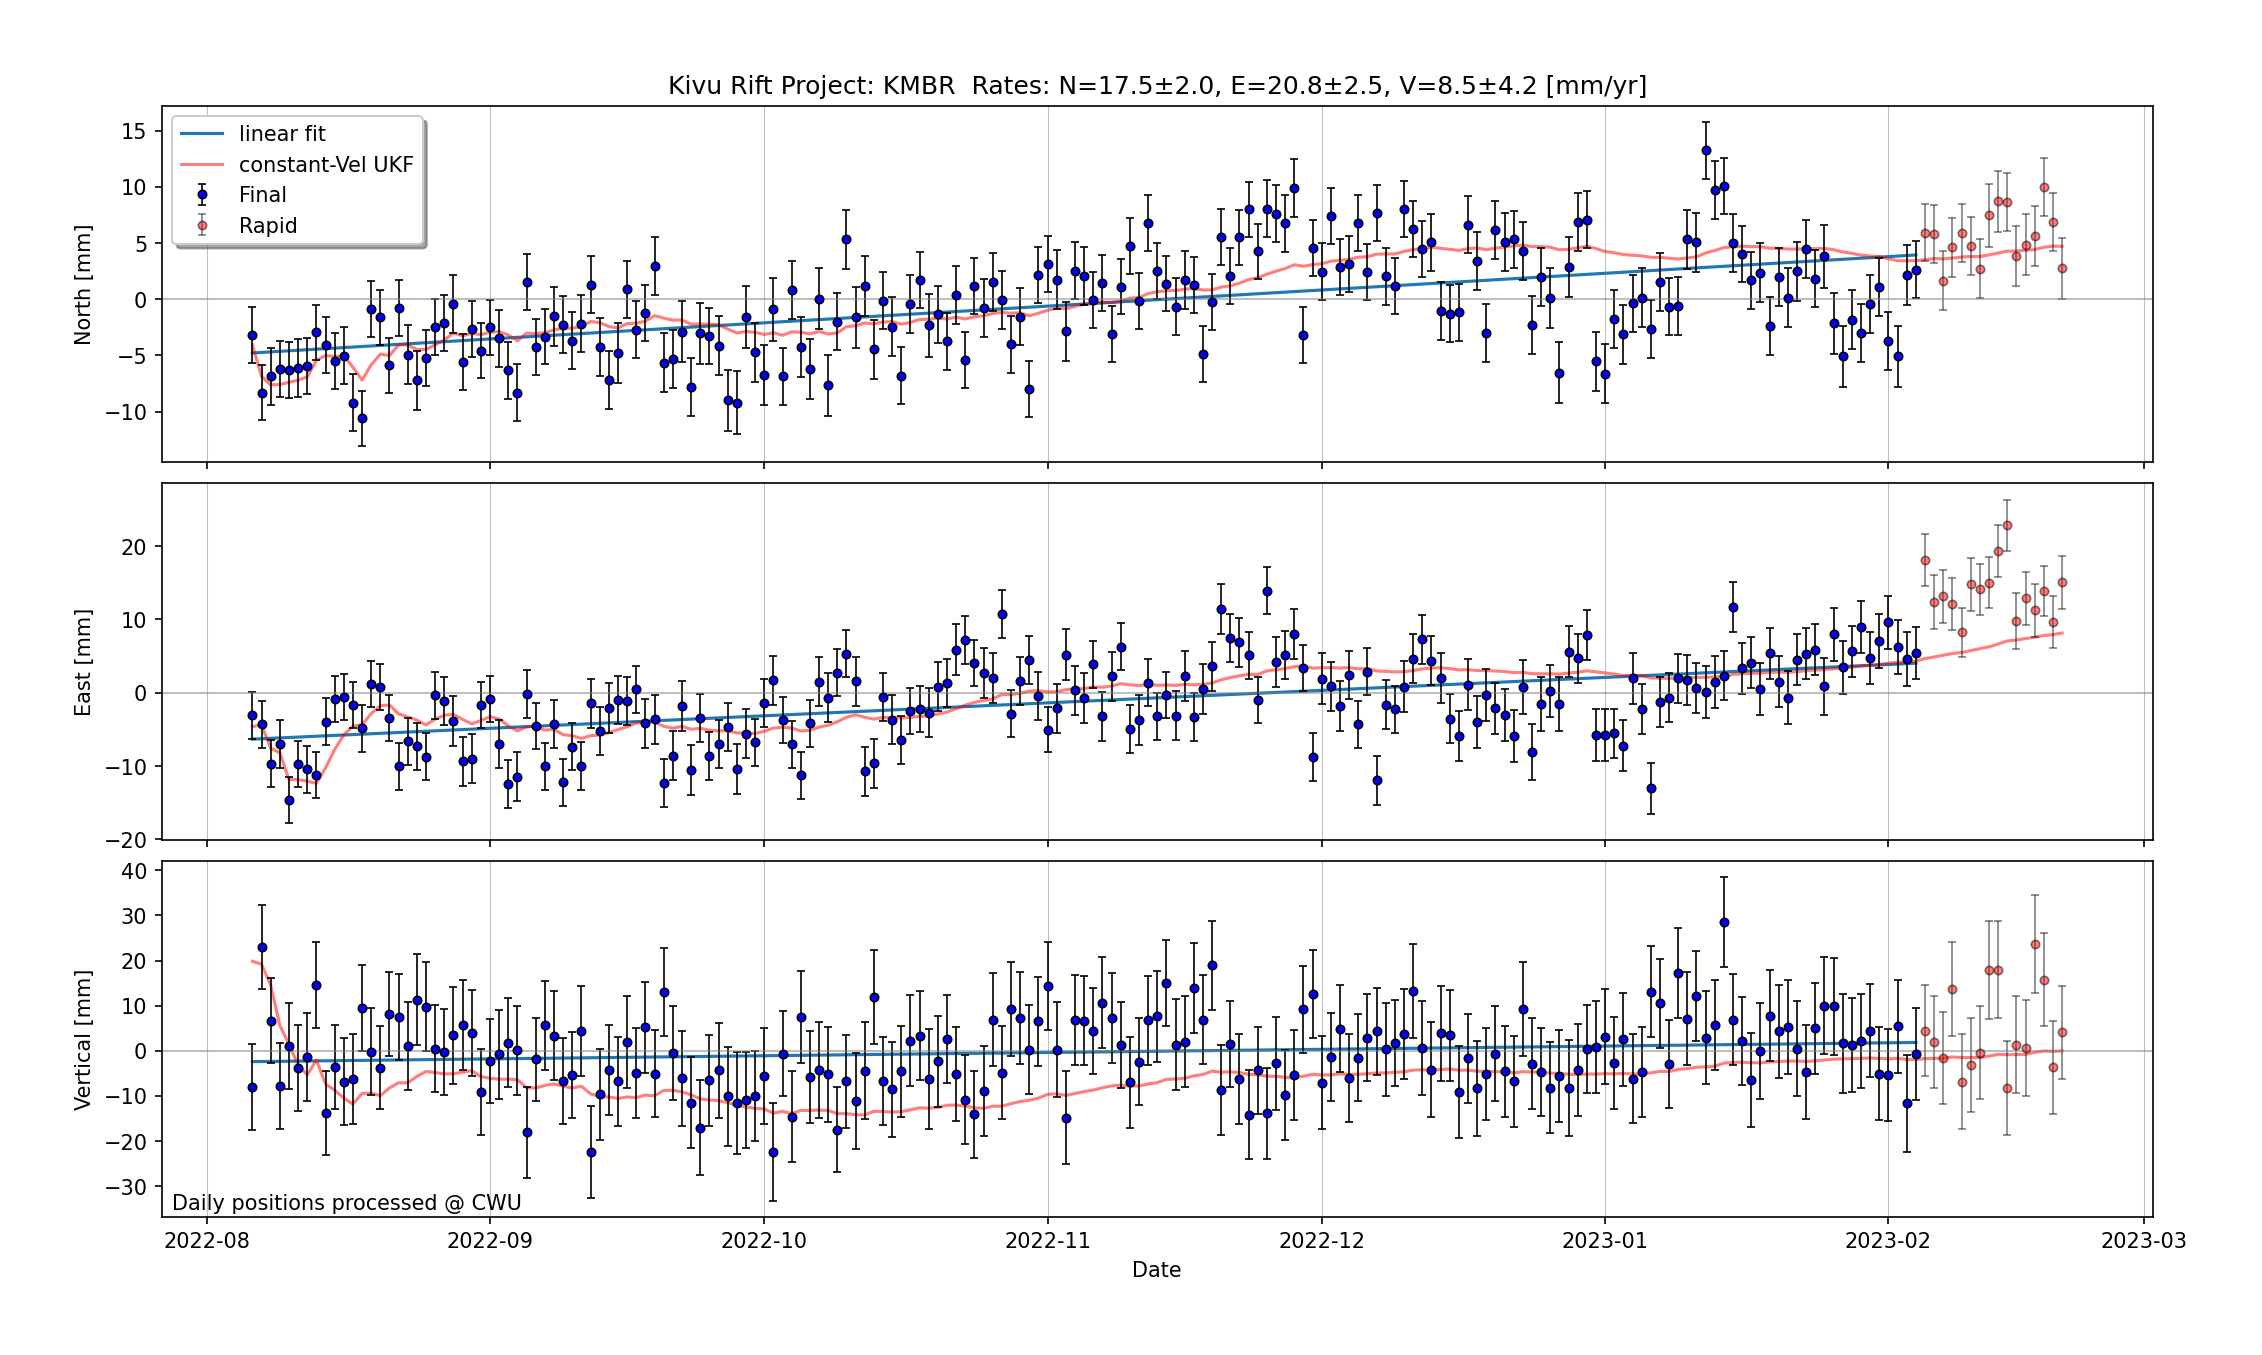 Kivu Rift Project: KMBR  Rates: N=17.5±2.0, E=20.8±2.5, V=8.5±4.2 [mm/yr]
linear fit
constant-Vel UKF
Final
Rapid
North [mm]
15
10
5
0
−5
−10
East [mm]
20
10
0
−10
−20
Vertical [mm]
40
30
20
10
0
−10
−20
−30
Daily positions processed @ CWU
2022-08 2022-09 2022-10 2022-11 2022-12 2023-01 2023-02 2023-03
Date